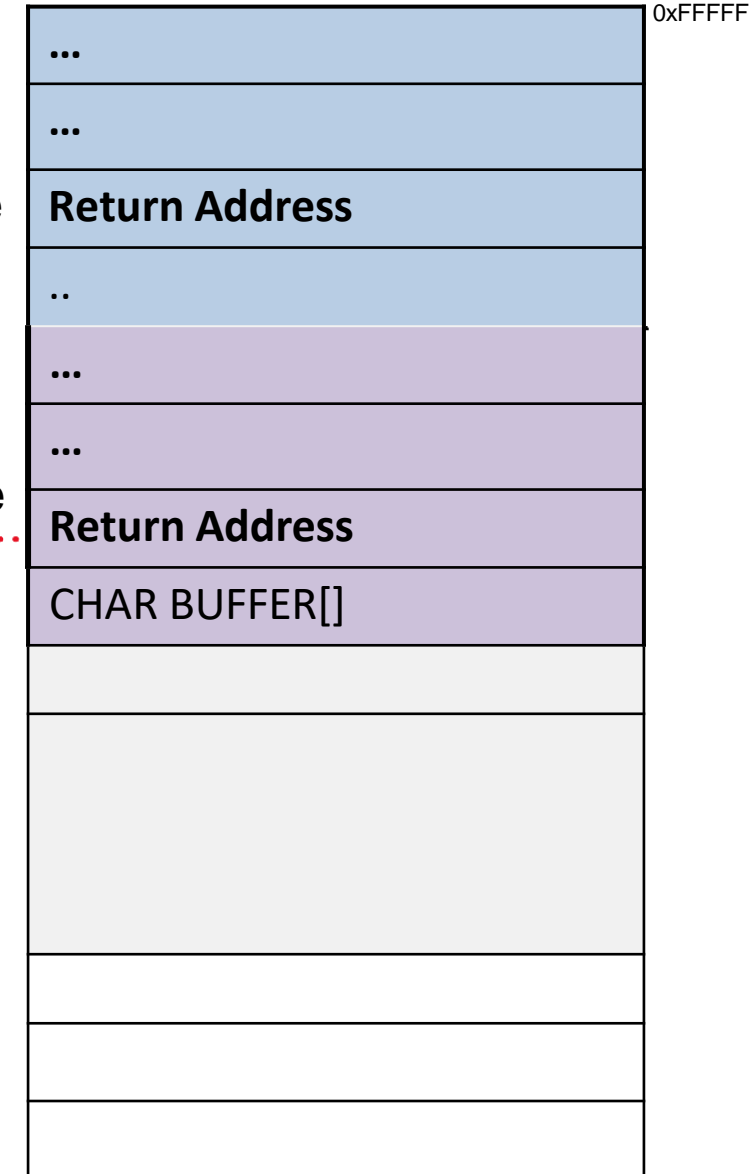 0xFFFFF
...
...
Return Address
..
...
...
Return Address
CHAR BUFFER[]